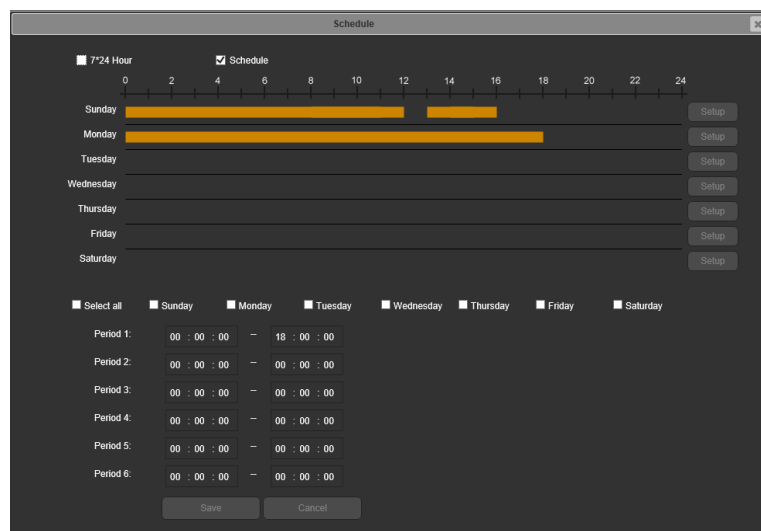 Schedule
7*24 Hour Schedule
0 2 4 6 8 10 12 14 16 18 20 22 24
Sunday Setup
Monday Setup
Tuesday Setup
Wednesday Setup
Thursday Setup
Friday Setup
Saturday Setup
Select all Sunday Monday Tuesday Wednesday Thursday Friday Saturday
Period 1: 00 : 00 : 00 – 18 : 00 : 00
Period 2: 00 : 00 : 00 – 00 : 00 : 00
Period 3: 00 : 00 : 00 – 00 : 00 : 00
Period 4: 00 : 00 : 00 – 00 : 00 : 00
Period 5: 00 : 00 : 00 – 00 : 00 : 00
Period 6: 00 : 00 : 00 – 00 : 00 : 00
Save Cancel